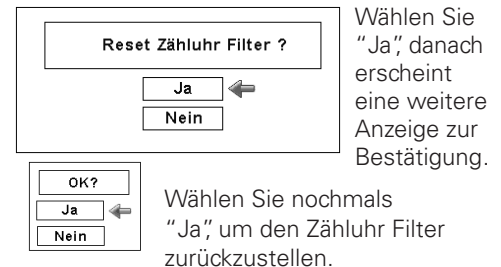 Reset Zähluhr Filter ?
Ja
Nein
Wählen Sie
“Ja”, danach
erscheint
eine weitere
Anzeige zur
Bestätigung.
OK?
Ja
Nein
Wählen Sie nochmals
“Ja”, um den Zähluhr Filter
zurückzustellen.